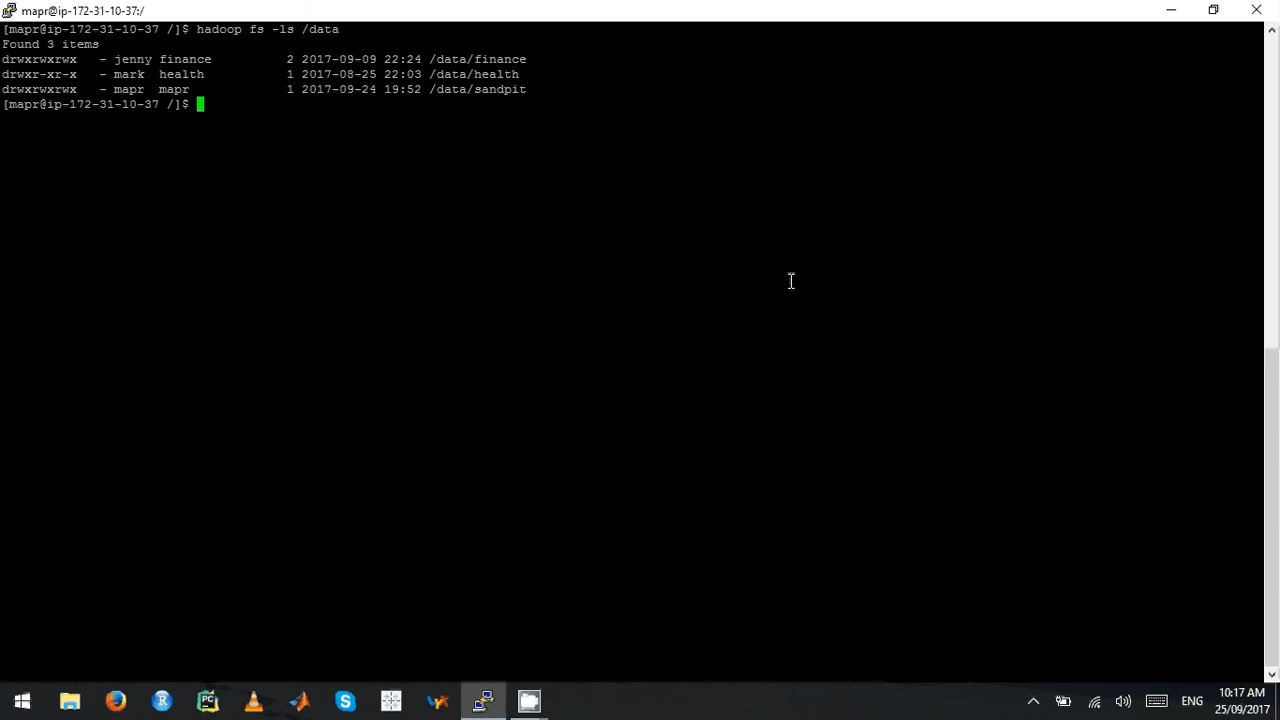 mapr@ip-172-31-10-37:/
[mapr@ip-172-31-10-37 /]$ hadoop fs -ls /data
Found 3 items
drwxrwxrwx   - jenny finance          2 2017-09-09 22:24 /data/finance
drwxr-xr-x   - mark  health           1 2017-08-25 22:03 /data/health
drwxrwxrwx   - mapr  mapr             1 2017-09-24 19:52 /data/sandpit
[mapr@ip-172-31-10-37 /]$
R
PC
ENG
10:17 AM
25/09/2017